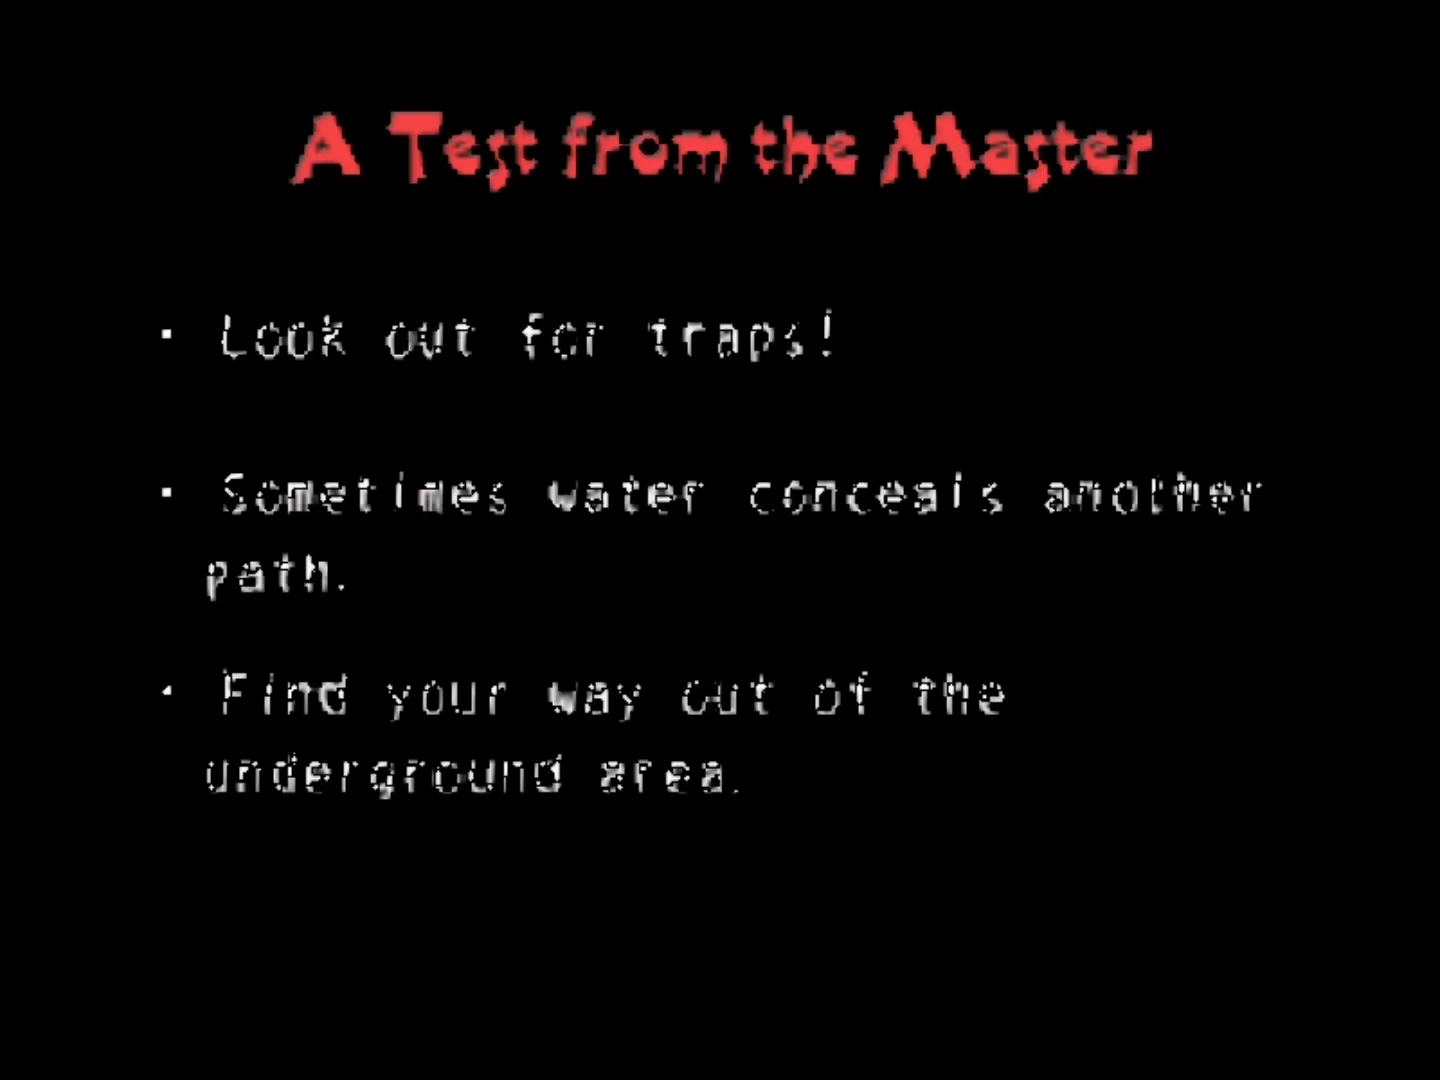 A Test from the Master
• Look out for traps!
• Sometimes water conceals another
path.
• Find your way out of the
underground area.